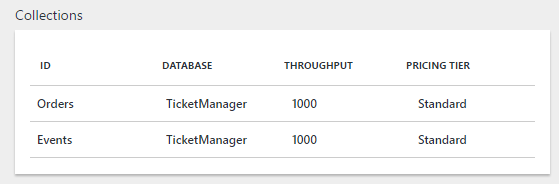 Collections
ID DATABASE THROUGHPUT PRICING TIER
Orders TicketManager 1000 Standard
Events TicketManager 1000 Standard